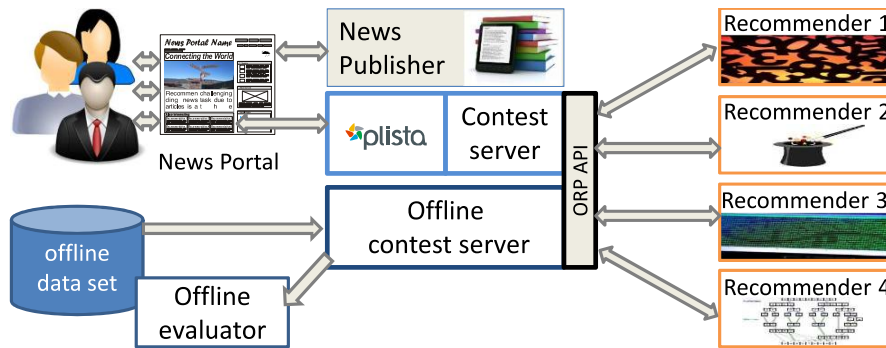 News Portal Name
Connecting the World
Recommen challenging
ding news task due to
articles is a t h e
News Portal
News
Publisher
plista
Contest
server
ORP API
Offline
contest server
offline
data set
Offline
evaluator
Recommender 1
Recommender 2
Recommender 3
Recommender 4